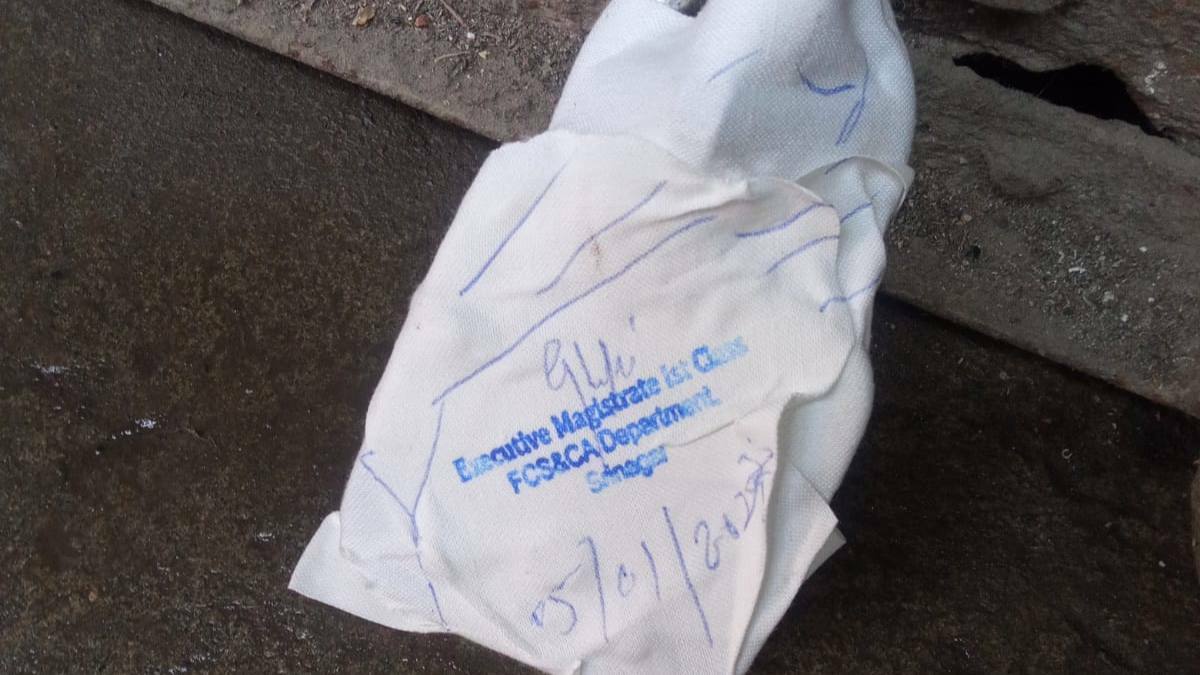 Executive Magistrate Ist Class
FCS&CA Department.
Srinagar
05/01/2025